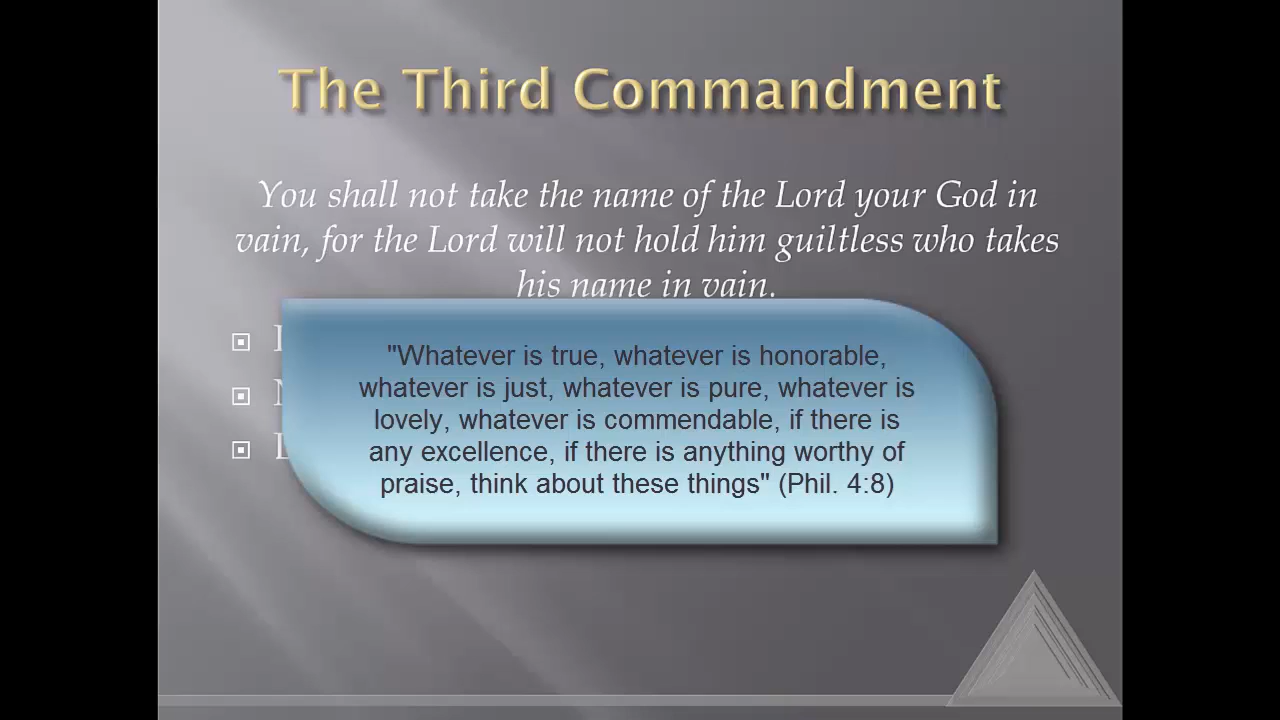 The Third Commandment
You shall not take the name of the Lord your God in
vain, for the Lord will not hold him guiltless who takes
his name in vain.
"Whatever is true, whatever is honorable,
whatever is just, whatever is pure, whatever is
lovely, whatever is commendable, if there is
any excellence, if there is anything worthy of
praise, think about these things" (Phil. 4:8)